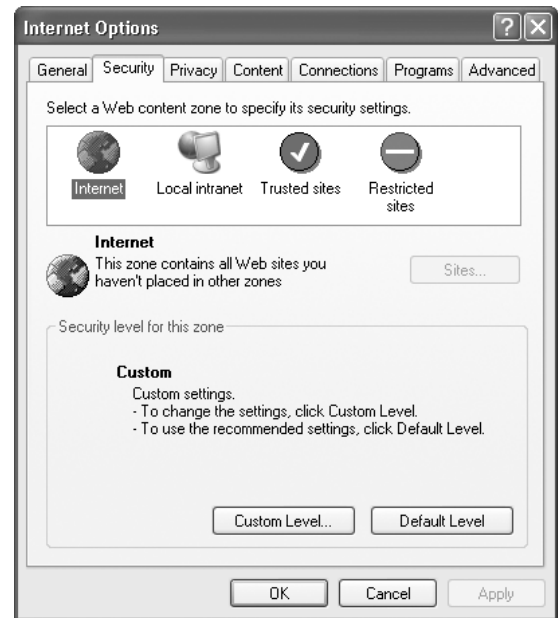 Internet Options
General Security Privacy Content Connections Programs Advanced
Select a Web content zone to specify its security settings.
Internet Local intranet Trusted sites Restricted sites
Internet
This zone contains all Web sites you
haven't placed in other zones
Sites...
Security level for this zone
Custom
Custom settings.
- To change the settings, click Custom Level.
- To use the recommended settings, click Default Level.
Custom Level... Default Level
OK Cancel Apply